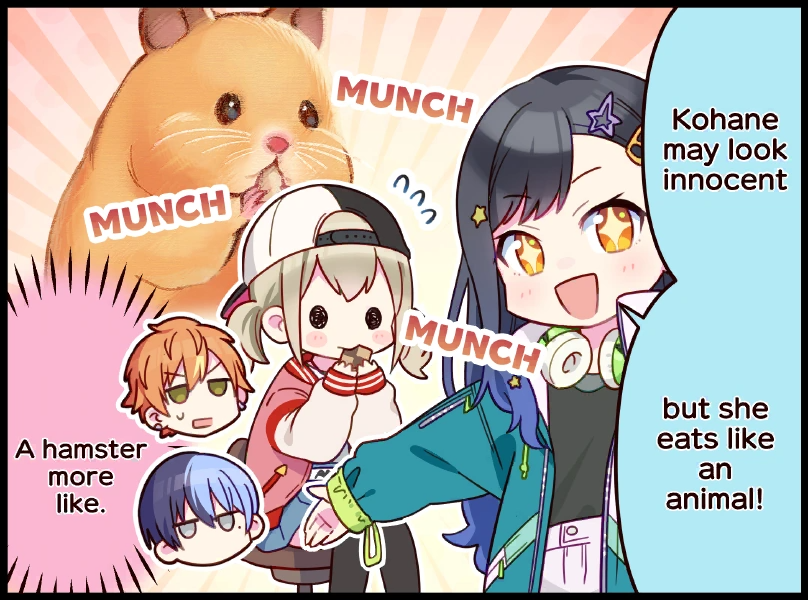 Kohane
may look
innocent
but she
eats like
an
animal!
MUNCH
MUNCH
MUNCH
A hamster
more
like.